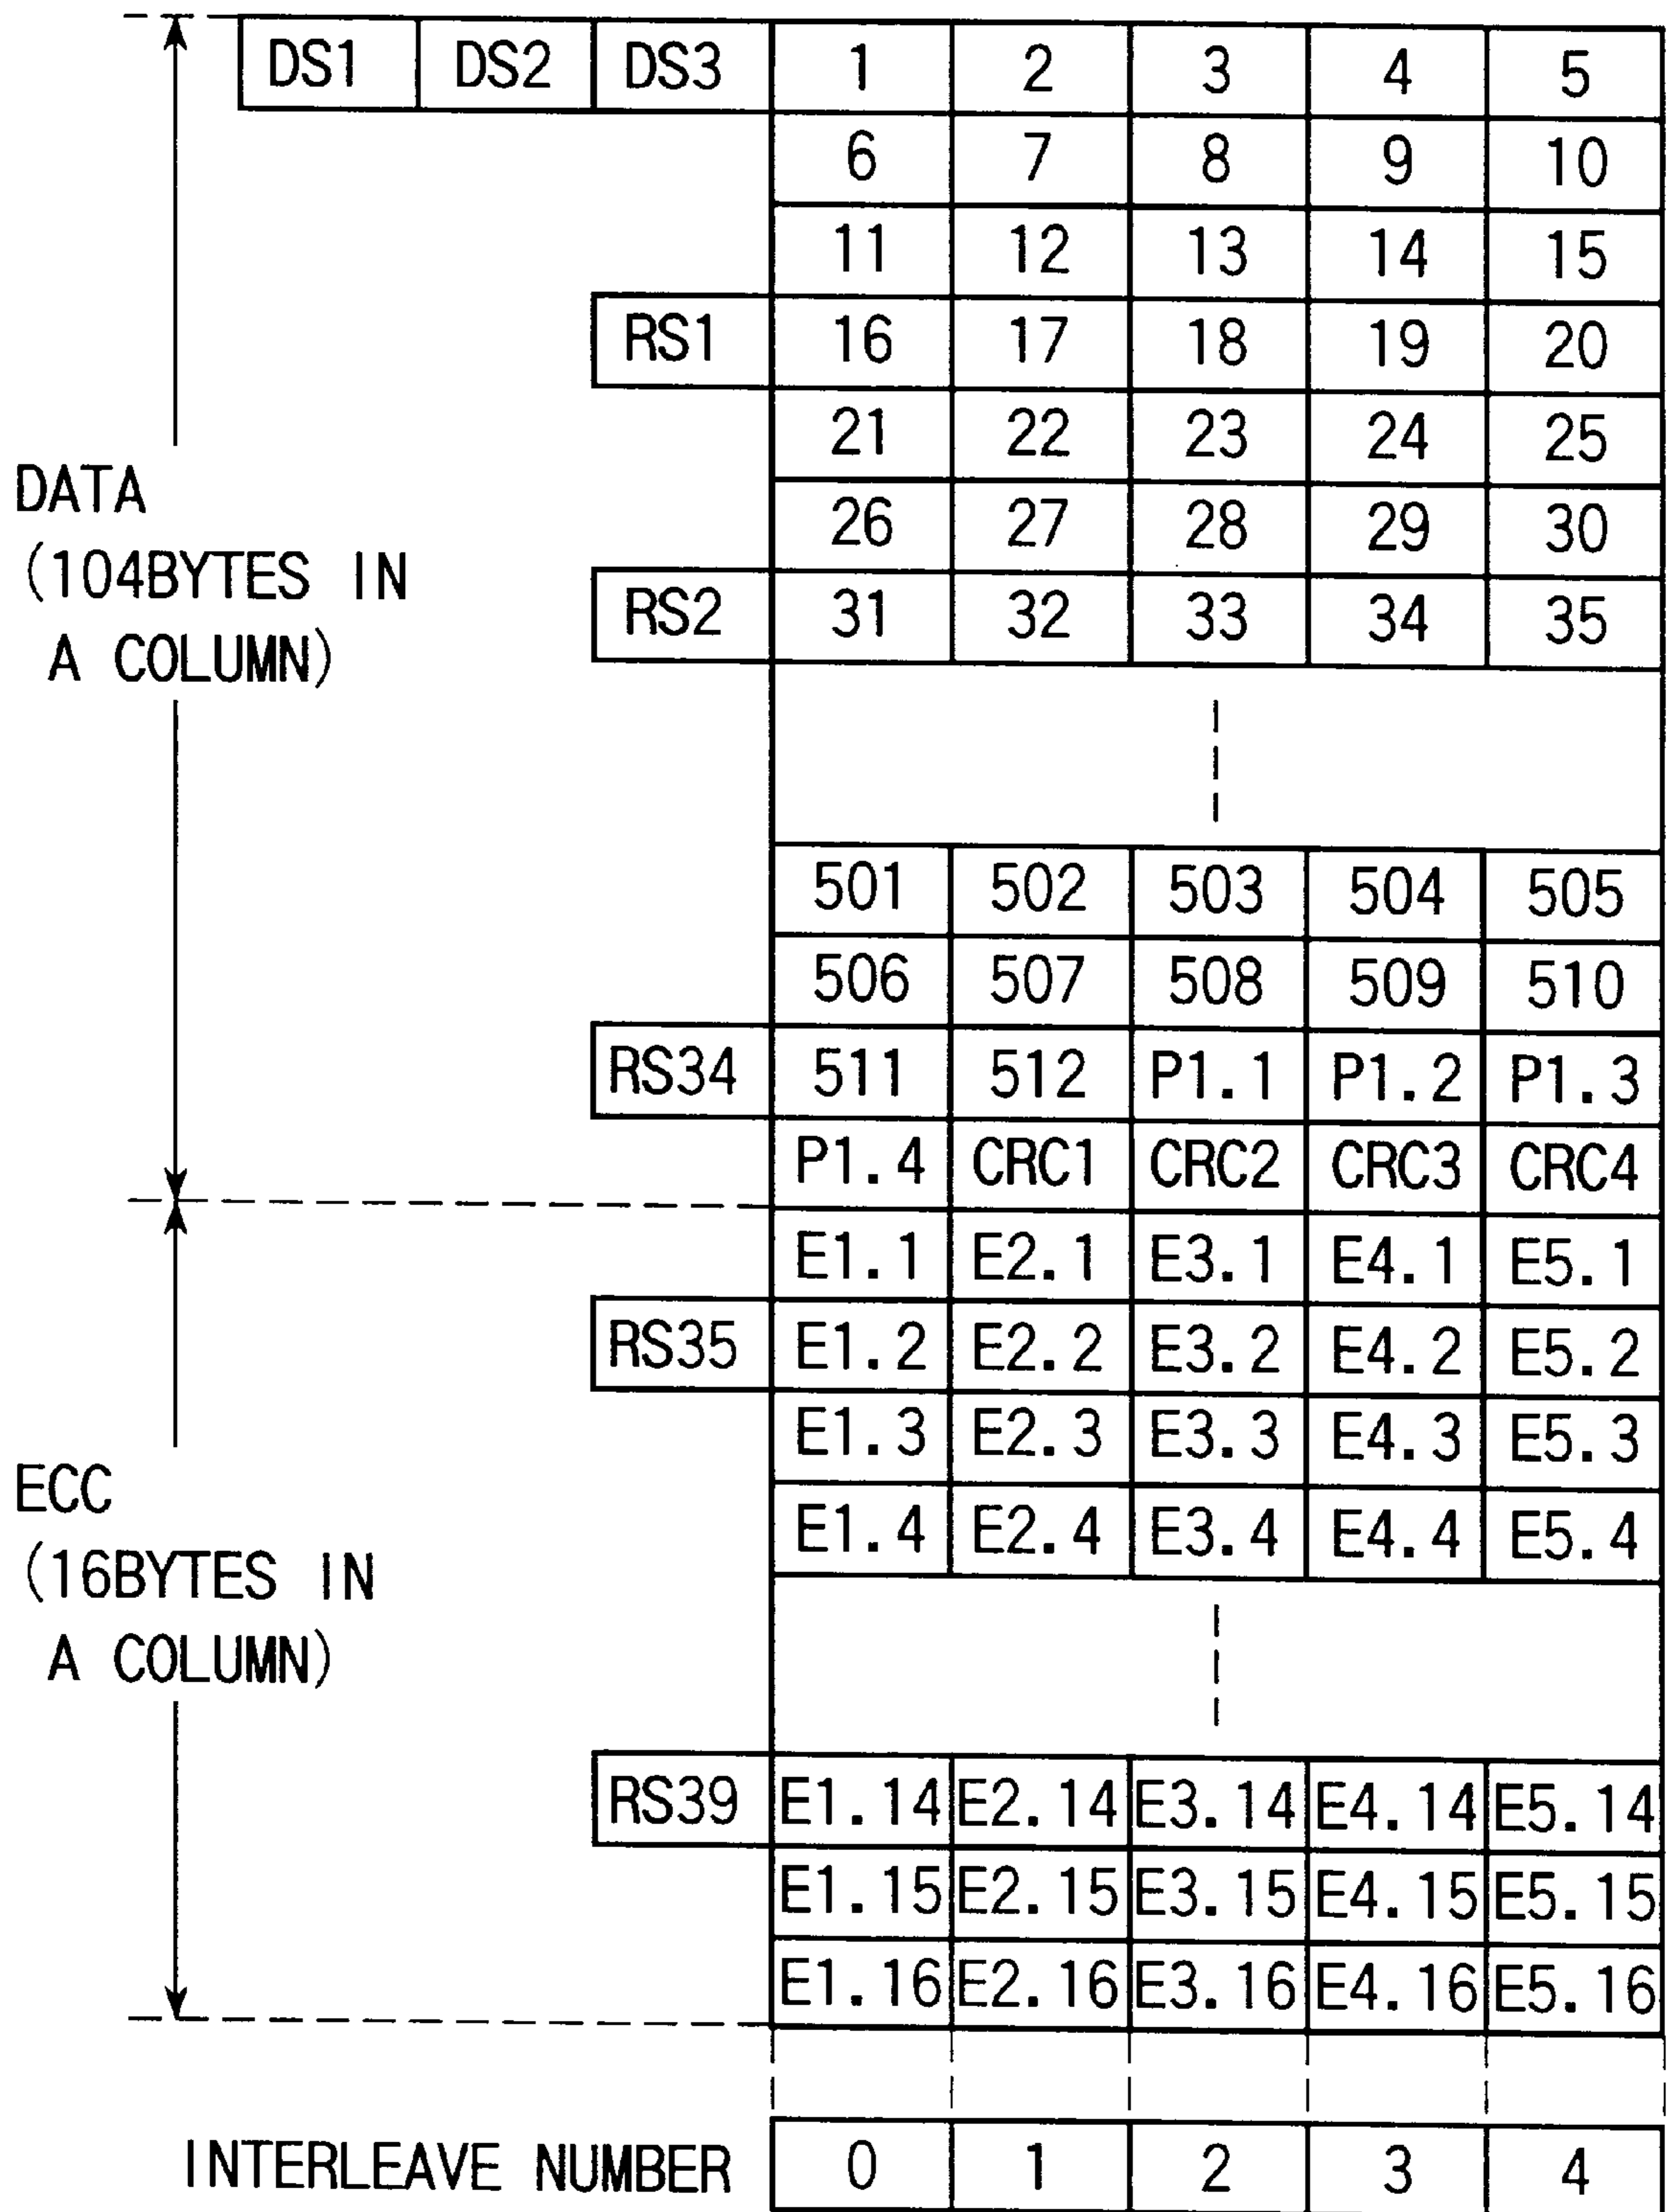 DS1 DS2 DS3 1 2 3 4 5
6 7 8 9 10
11 12 13 14 15
RS1 16 17 18 19 20
21 22 23 24 25
DATA
(104BYTES IN
A COLUMN)
26 27 28 29 30
RS2 31 32 33 34 35
501 502 503 504 505
506 507 508 509 510
RS34 511 512 P1.1 P1.2 P1.3
P1.4 CRC1 CRC2 CRC3 CRC4
E1.1 E2.1 E3.1 E4.1 E5.1
RS35 E1.2 E2.2 E3.2 E4.2 E5.2
E1.3 E2.3 E3.3 E4.3 E5.3
ECC
(16BYTES IN
A COLUMN)
E1.4 E2.4 E3.4 E4.4 E5.4
RS39 E1.14 E2.14 E3.14 E4.14 E5.14
E1.15 E2.15 E3.15 E4.15 E5.15
E1.16 E2.16 E3.16 E4.16 E5.16
INTERLEAVE NUMBER 0 1 2 3 4